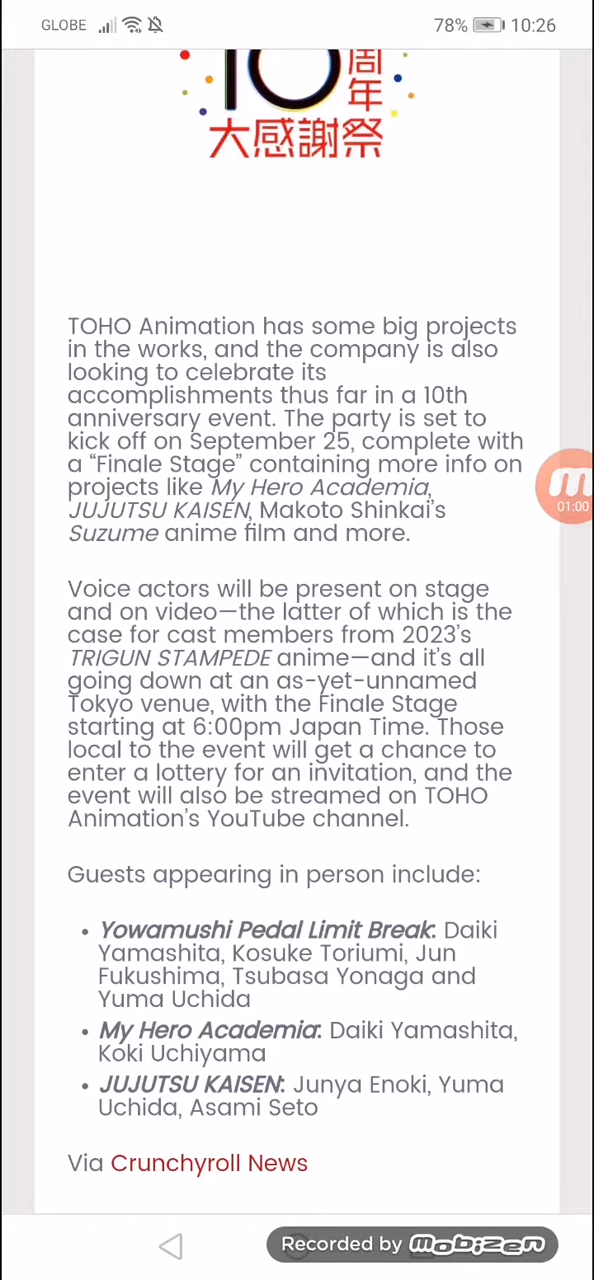 GLOBE 78% 10:26
10周年
大感謝祭
TOHO Animation has some big projects
in the works, and the company is also
looking to celebrate its
accomplishments thus far in a 10th
anniversary event. The party is set to
kick off on September 25, complete with
a “Finale Stage” containing more info on
projects like My Hero Academia,
JUJUTSU KAISEN, Makoto Shinkai’s
Suzume anime film and more.
01:00
Voice actors will be present on stage
and on video—the latter of which is the
case for cast members from 2023’s
TRIGUN STAMPEDE anime—and it’s all
going down at an as-yet-unnamed
Tokyo venue, with the Finale Stage
starting at 6:00pm Japan Time. Those
local to the event will get a chance to
enter a lottery for an invitation, and the
event will also be streamed on TOHO
Animation’s YouTube channel.
Guests appearing in person include:
• Yowamushi Pedal Limit Break: Daiki
Yamashita, Kosuke Toriumi, Jun
Fukushima, Tsubasa Yonaga and
Yuma Uchida
• My Hero Academia: Daiki Yamashita,
Koki Uchiyama
• JUJUTSU KAISEN: Junya Enoki, Yuma
Uchida, Asami Seto
Via Crunchyroll News
Recorded by mobizen